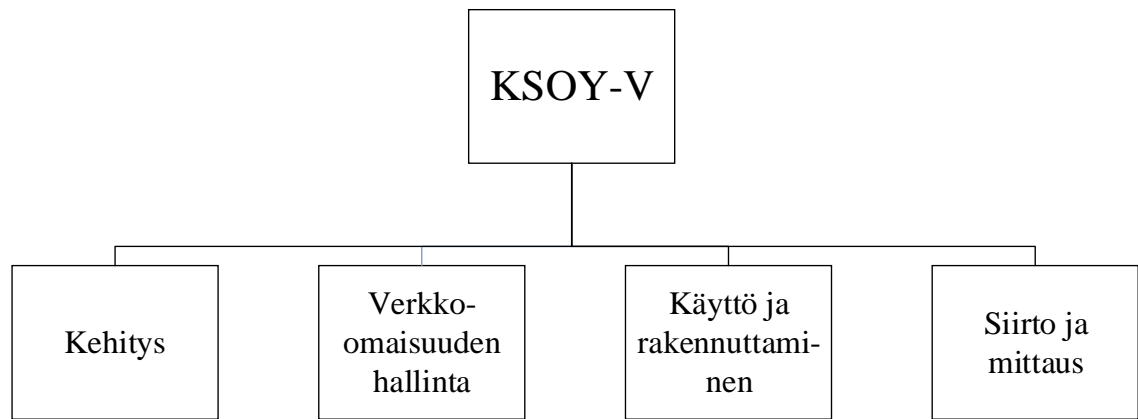 KSOY-V
Kehitys
Verkko-
omaisuuden
hallinta
Käyttö ja
rakennuttami-
nen
Siirto ja
mittaus